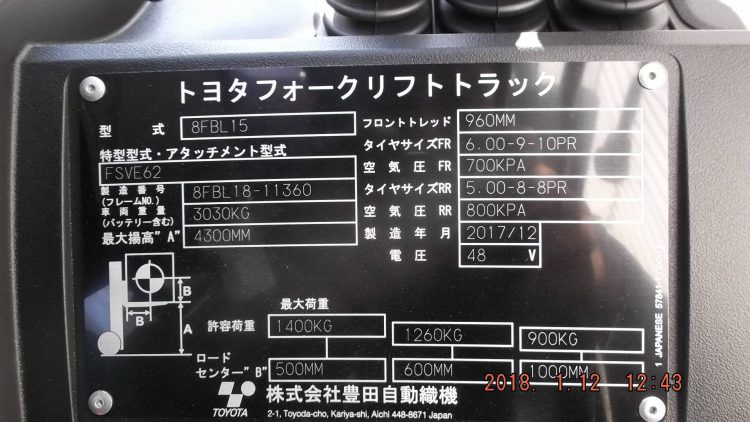 トヨタフォークリフトトラック
型 式 8FBL15
特型型式・アタッチメント型式
FSVE62
製造番号
(フレームNO.) 8FBL18-11360
車両重量
(バッテリー含む) 3030KG
最大揚高"A" 4300MM
フロントトレッド 960MM
タイヤサイズFR 6.00-9-10PR
空気圧FR 700KPA
タイヤサイズRR 5.00-8-8PR
空気圧RR 800KPA
製造年月 2017/12
電圧 48 V
B
B
A
最大荷重
許容荷重 1400KG 1260KG 900KG
ロード
センター"B" 500MM 600MM 1000MM
TOYOTA 株式会社豊田自動織機
2-1, Toyoda-cho, Kariya-shi, Aichi 448-8671 Japan
1 JAPANESE
2018. 1.12 12:43